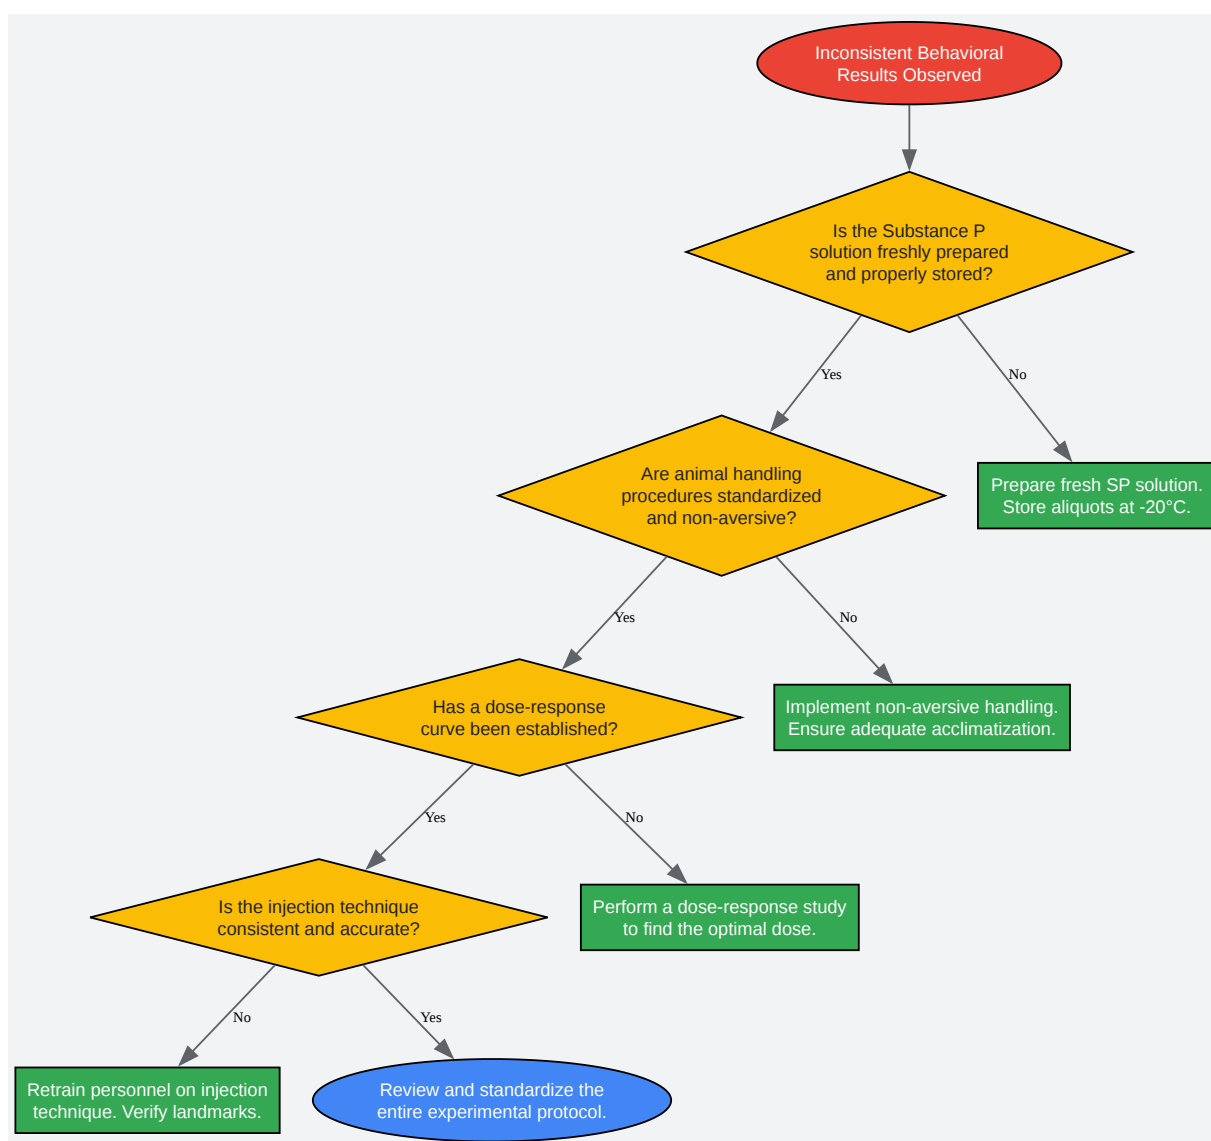 Inconsistent Behavioral
Results Observed
Is the Substance P
solution freshly prepared
and properly stored?
Yes
No
Are animal handling
procedures standardized
and non-aversive?
Prepare fresh SP solution.
Store aliquots at -20°C.
Yes
No
Has a dose-response
curve been established?
Implement non-aversive handling.
Ensure adequate acclimatization.
Yes
No
Is the injection technique
consistent and accurate?
Perform a dose-response study
to find the optimal dose.
No
Yes
Retrain personnel on injection
technique. Verify landmarks.
Review and standardize the
entire experimental protocol.